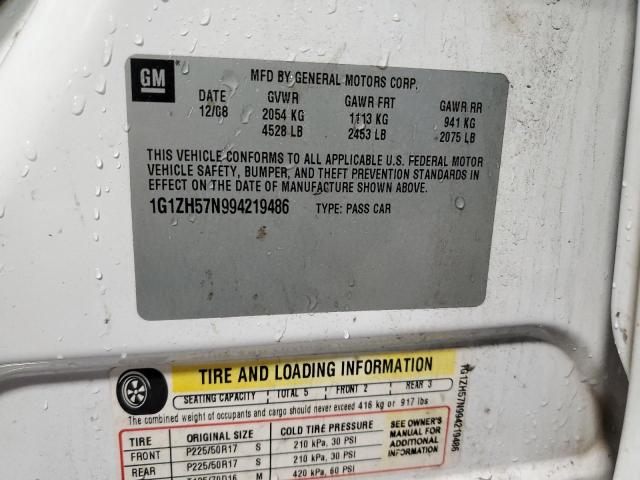 GM
MFD BY GENERAL MOTORS CORP.
DATE GVWR GAWR FRT GAWR RR
12/08 2054 KG 1113 KG 941 KG
4528 LB 2453 LB 2075 LB
THIS VEHICLE CONFORMS TO ALL APPLICABLE U.S. FEDERAL MOTOR
VEHICLE SAFETY, BUMPER, AND THEFT PREVENTION STANDARDS IN
EFFECT ON THE DATE OF MANUFACTURE SHOWN ABOVE.
1G1ZH57N994219486 TYPE: PASS CAR
TIRE AND LOADING INFORMATION
SEATING CAPACITY TOTAL 5 FRONT 2 REAR 3
The combined weight of occupants and cargo should never exceed 416 kg or 917 lbs
TIRE ORIGINAL SIZE COLD TIRE PRESSURE
FRONT P225/50R17 S 210 kPa, 30 PSI
REAR P225/50R17 S 210 kPa, 30 PSI
M 420 kPa, 60 PSI
SEE OWNER'S
MANUAL FOR
ADDITIONAL
INFORMATION
1G1ZH57N994219486